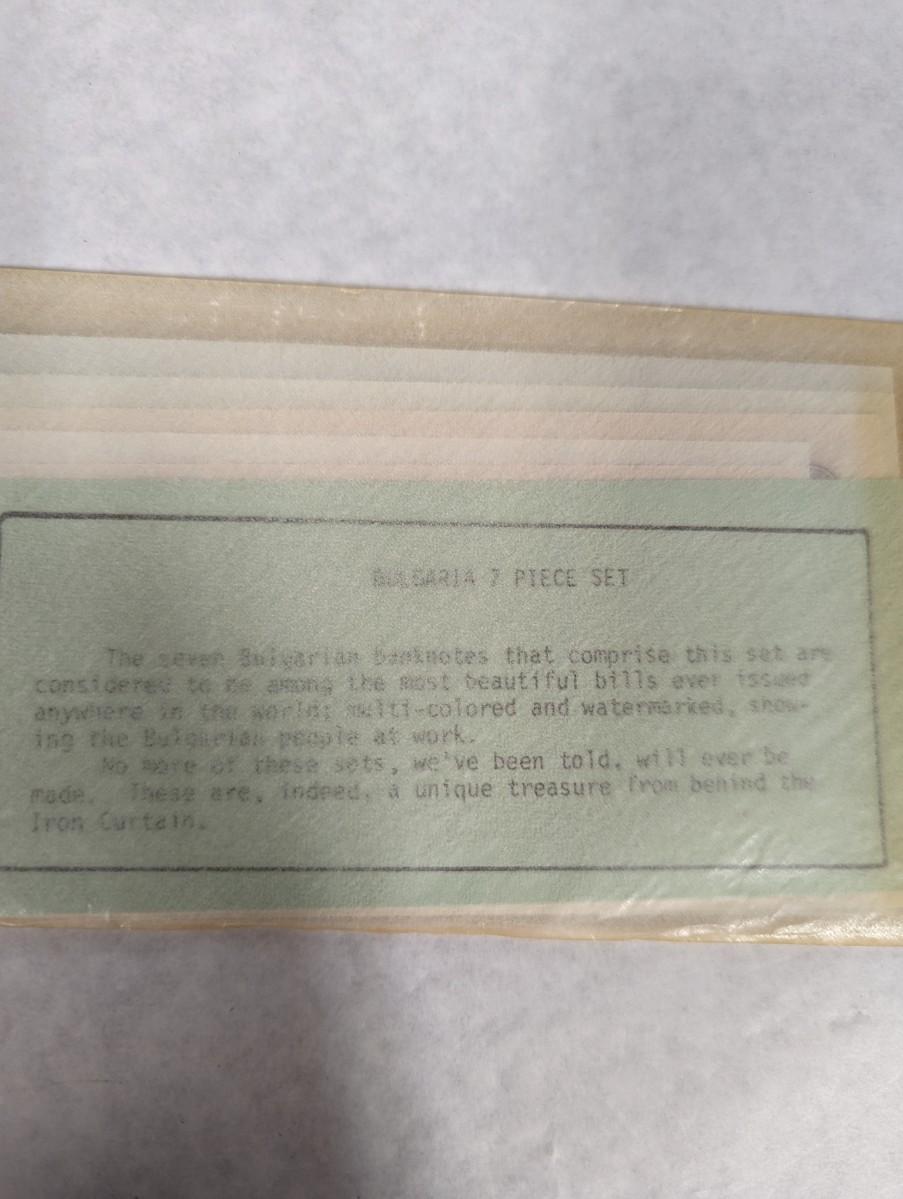 BULGARIA 7 PIECE SET
The seven Bulgarian banknotes that comprise this set are
considered to be among the most beautiful bills ever issued
anywhere in the world; multi-colored and watermarked, show-
ing the Bulgarian people at work.
No more of these sets, we've been told, will ever be
made. These are, indeed, a unique treasure from behind the
Iron Curtain.